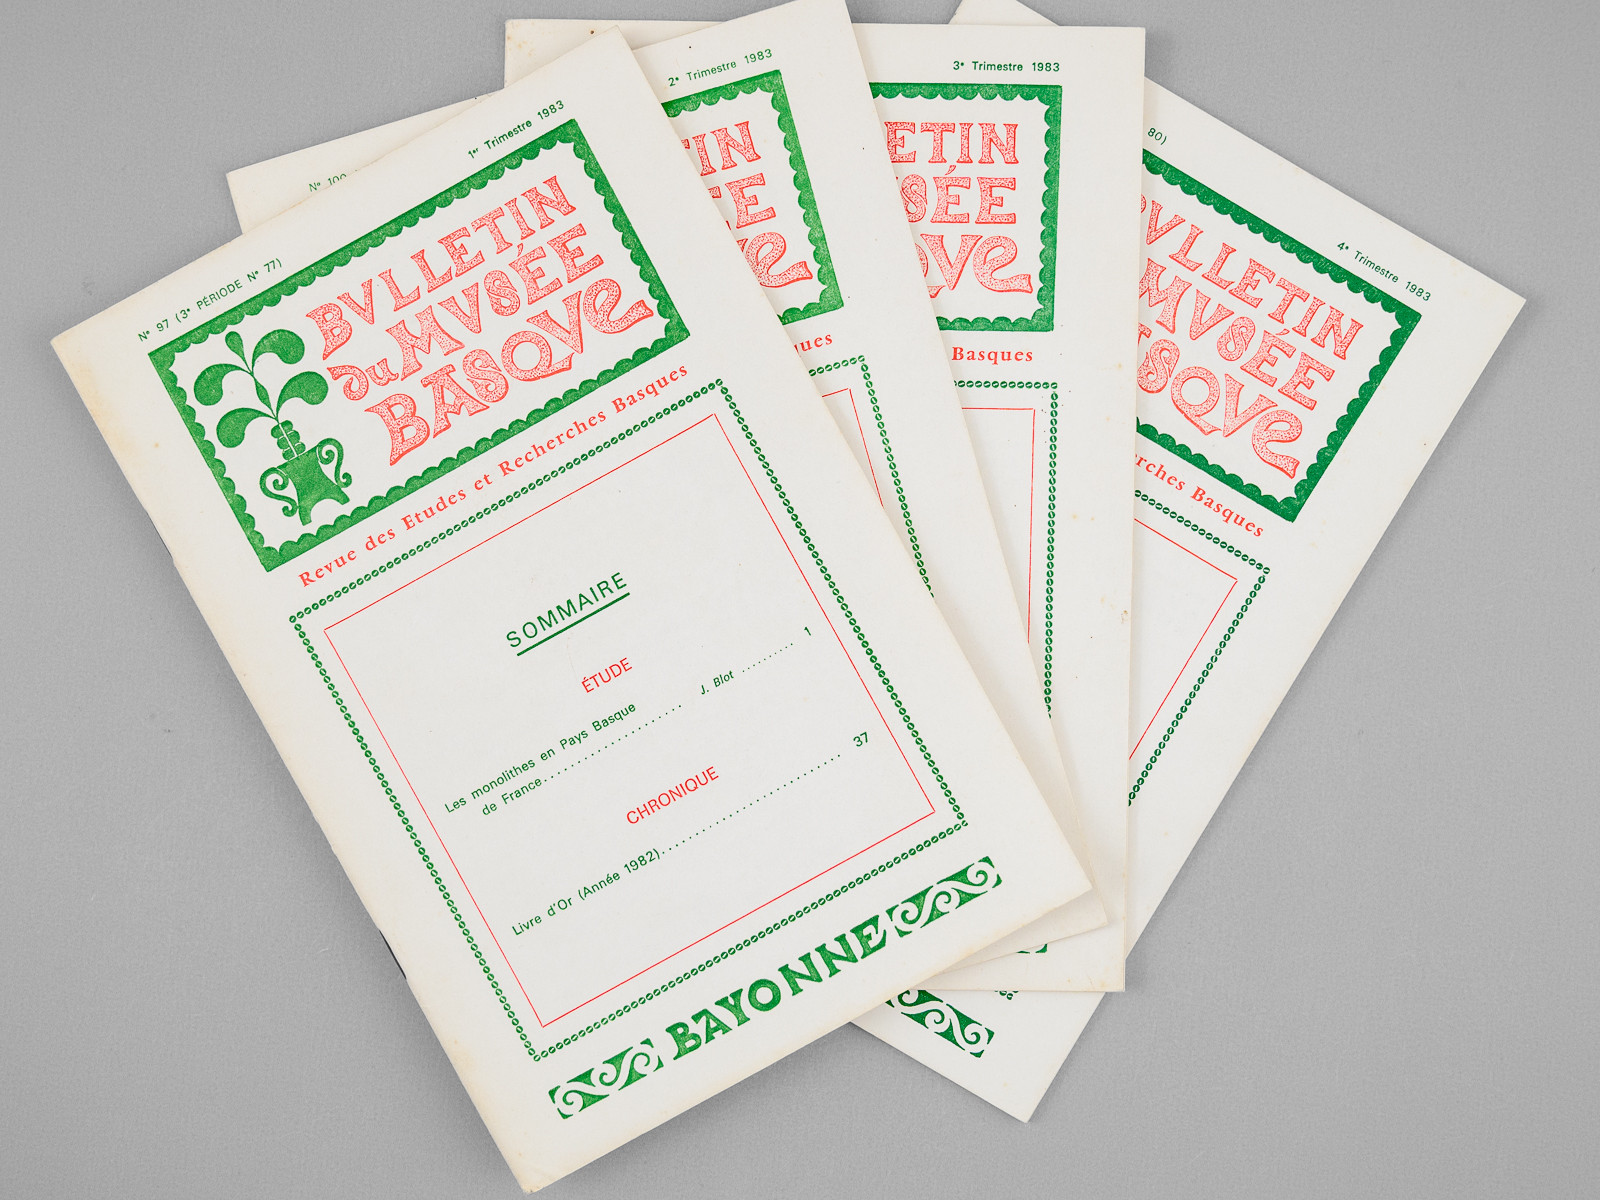 N° 97 (3e PÉRIODE N° 77)
1er Trimestre 1983
BVLLETIN
du MVSÉE
BASQVE
Revue des Etudes et Recherches Basques
SOMMAIRE
ÉTUDE
Les monolithes en Pays Basque
de France.................... J. Blot .......... 1
CHRONIQUE
Livre d'Or (Année 1982)......................... 37
BAYONNE
2e Trimestre 1983
3e Trimestre 1983
Basques
N° 100
80)
4e Trimestre 1983
BVLLETIN
MVSÉE
Basques